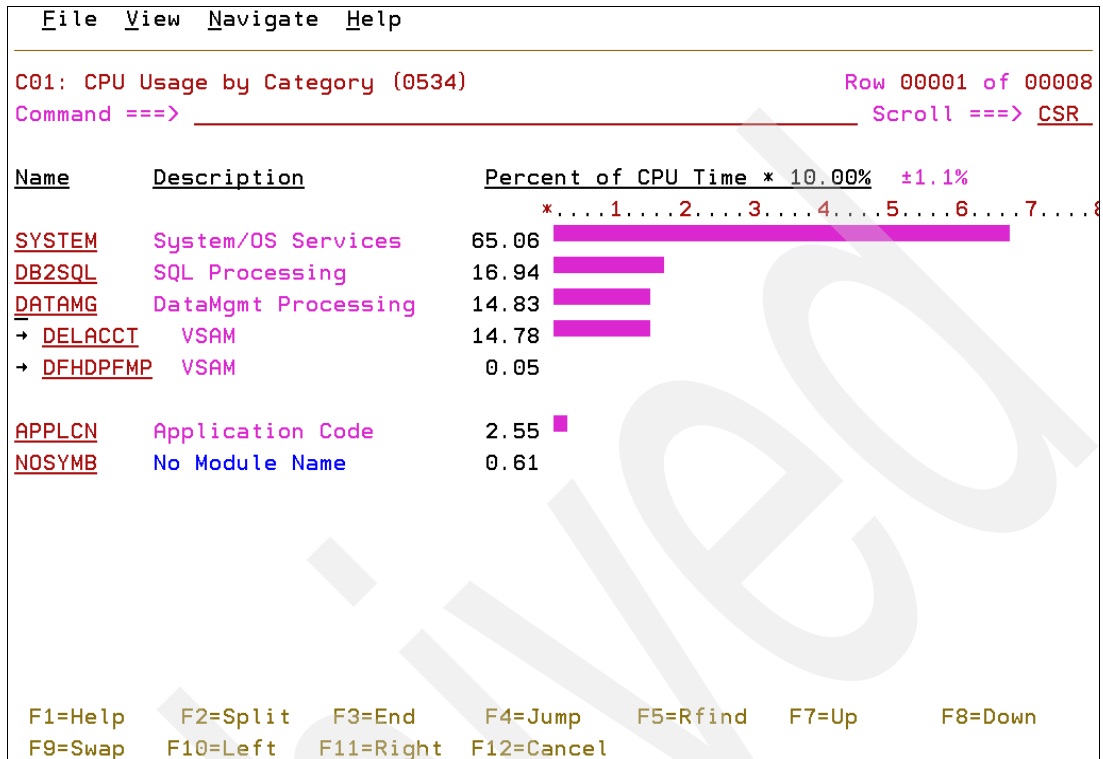 File View Navigate Help
C01: CPU Usage by Category (0534) Row 00001 of 00008
Command ===> Scroll ===> CSR
Name Description Percent of CPU Time * 10.00% ±1.1%
*....1....2....3....4....5....6....7....8
SYSTEM System/OS Services 65.06
DB2SQL SQL Processing 16.94
DATAMG DataMgmt Processing 14.83
→ DELACCT VSAM 14.78
→ DFHDPFMP VSAM 0.05
APPLCN Application Code 2.55
NOSYMB No Module Name 0.61
F1=Help F2=Split F3=End F4=Jump F5=Rfind F7=Up F8=Down
F9=Swap F10=Left F11=Right F12=Cancel